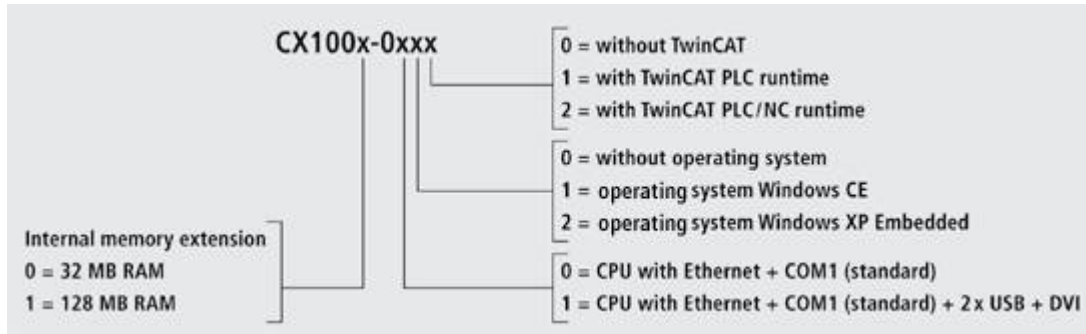 CX100x-0xxx
0 = without TwinCAT
1 = with TwinCAT PLC runtime
2 = with TwinCAT PLC/NC runtime
0 = without operating system
1 = operating system Windows CE
2 = operating system Windows XP Embedded
Internal memory extension
0 = 32 MB RAM
1 = 128 MB RAM
0 = CPU with Ethernet + COM1 (standard)
1 = CPU with Ethernet + COM1 (standard) + 2 x USB + DVI